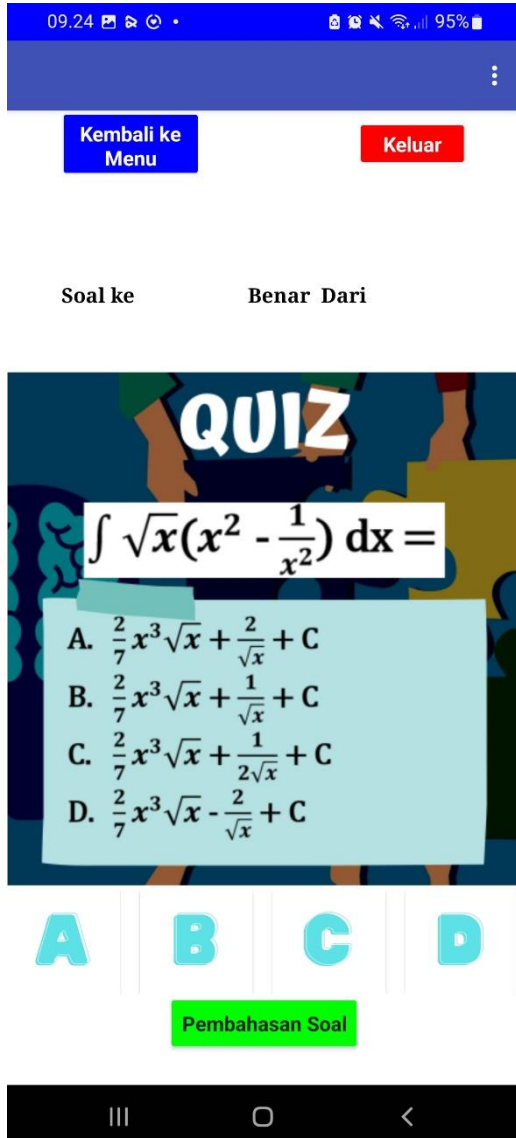 09.24 95%
Kembali ke
Menu
Keluar
Soal ke Benar Dari
QUIZ
∫ √x(x² - 1/x²) dx =
A. 2/7 x³√x + 2/√x + C
B. 2/7 x³√x + 1/√x + C
C. 2/7 x³√x + 1/2√x + C
D. 2/7 x³√x - 2/√x + C
A B C D
Pembahasan Soal